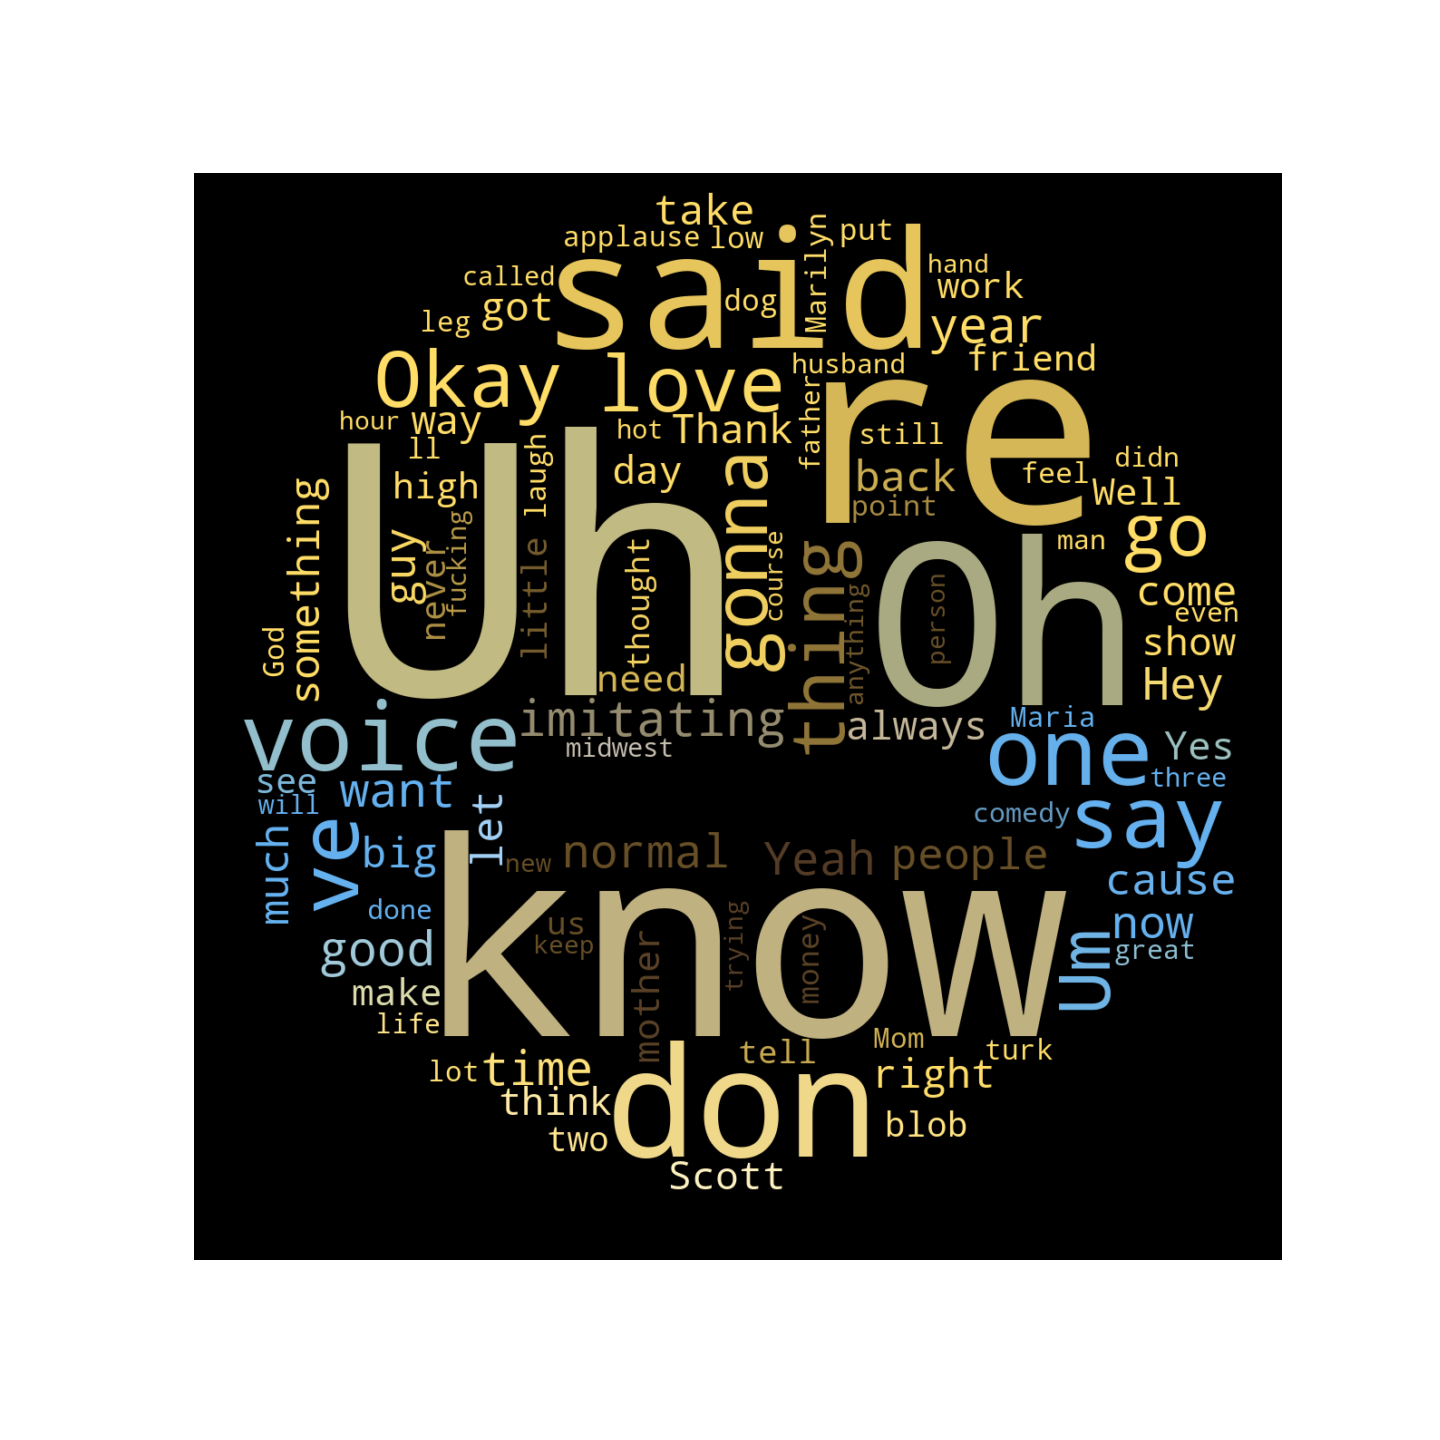 take
applause low
said
Marilyn
put
hand
called
got
dog
work
leg
year
Okay love
husband
friend
re
hour way
father
hot Thank
still
ll
laugh
didn
high
day
gonna
back
feel
Well
something
Uh
point
guy
never
fucking
little
thought
course
thing
Oh
man
go
anything
person
come
even
God
show
need
Hey
voice
imitating
always
Maria
midwest
one
Yes
see
three
will
want
let
comedy
say
much
ve
big
new
normal
Yeah
people
cause
done
know
us
keep
mother
trying
money
Um
now
great
good
make
life
Mom
turk
tell
lot time
don
right
think
two
blob
Scott